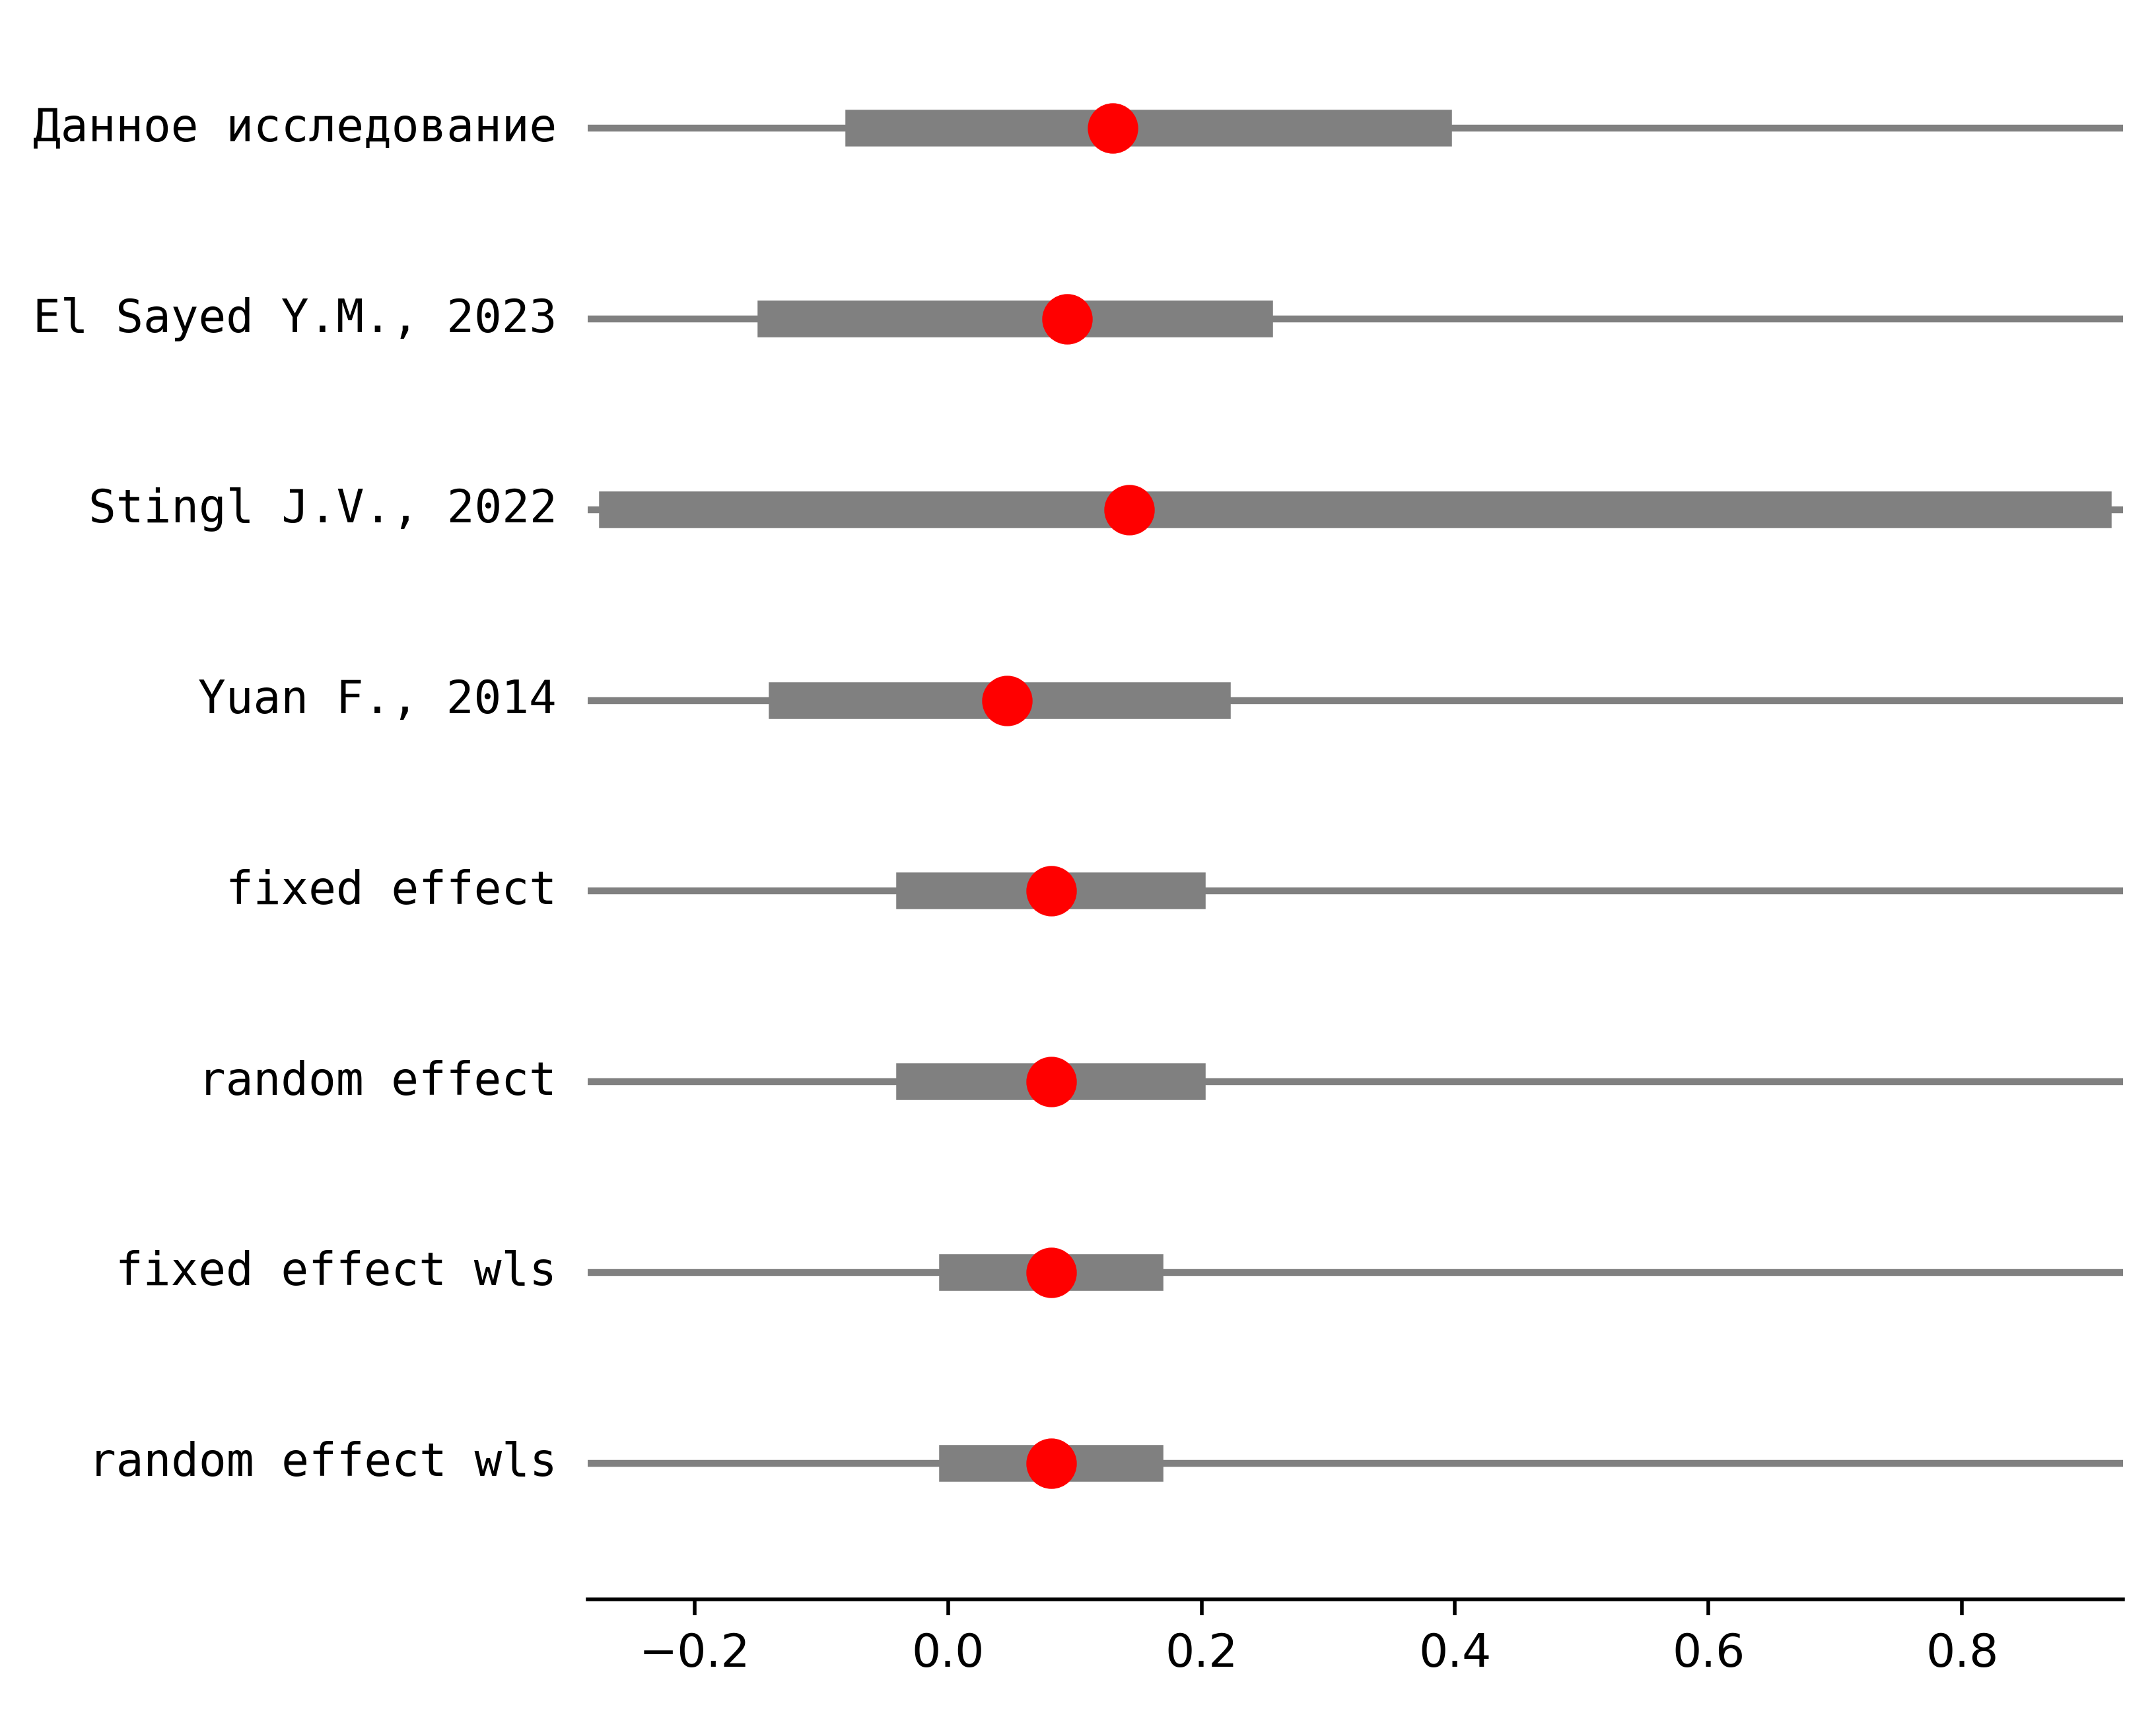 Данное исследование
El Sayed Y.M., 2023
Stingl J.V., 2022
Yuan F., 2014
fixed effect
random effect
fixed effect wls
random effect wls
−0.2 0.0 0.2 0.4 0.6 0.8